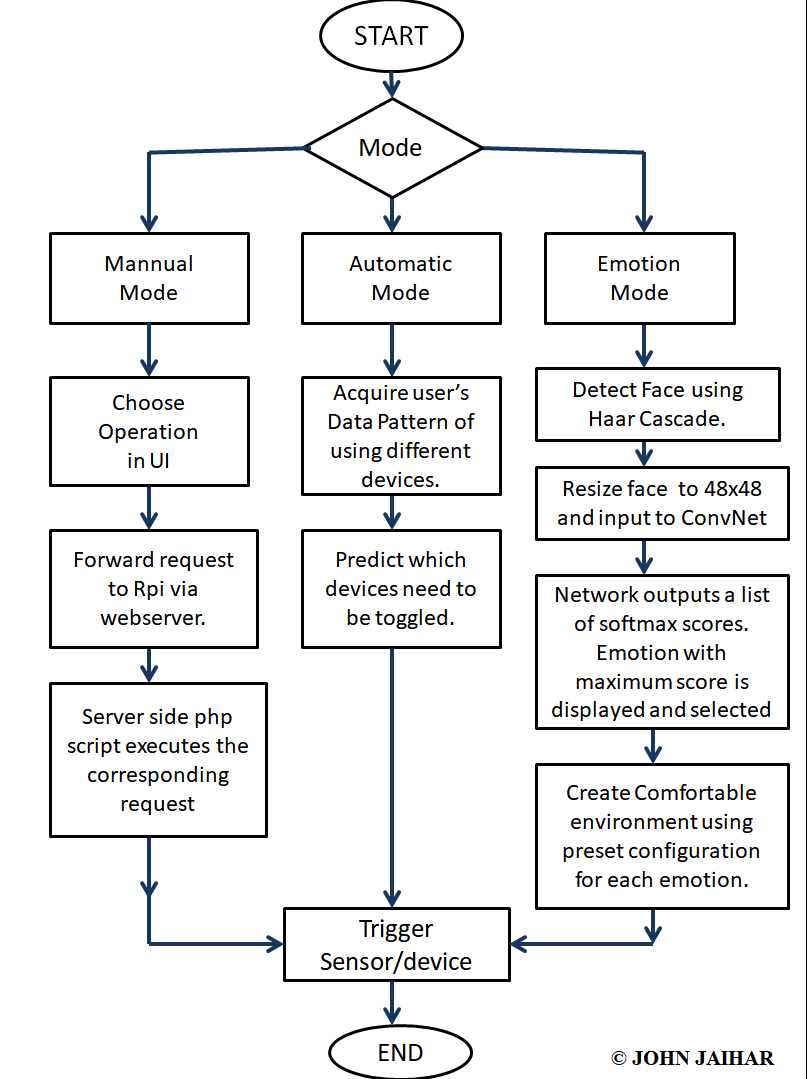 START
Mode
Mannual
Mode
Choose
Operation
in UI
Forward request
to Rpi via
webserver.
Server side php
script executes the
corresponding
request
Automatic
Mode
Acquire user’s
Data Pattern of
using different
devices.
Predict which
devices need to
be toggled.
Emotion
Mode
Detect Face using
Haar Cascade.
Resize face to 48x48
and input to ConvNet
Network outputs a list
of softmax scores.
Emotion with
maximum score is
displayed and selected
Create Comfortable
environment using
preset configuration
for each emotion.
Trigger
Sensor/device
END
© JOHN JAIHAR